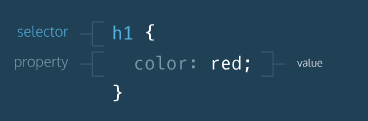 selector h1 {
property color: red; value
}